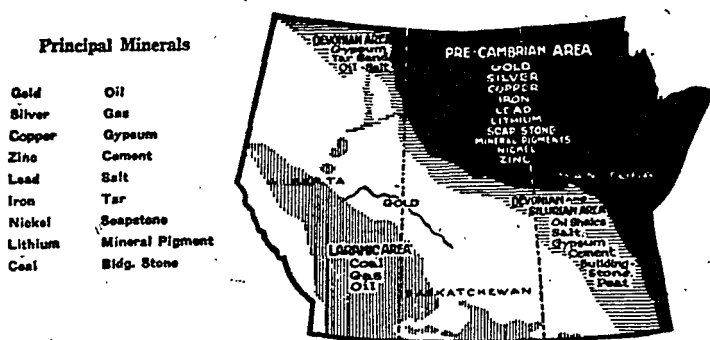 Principal Minerals
Gold Oil
Silver Gas
Copper Gypsum
Zinc Cement
Lead Salt
Iron Tar
Nickel Soapstone
Lithium Mineral Pigment
Coal Bldg. Stone
DEVONIAN AREA
Gypsum
Tar Sand
Oil - Salt
PRE-CAMBRIAN AREA
GOLD
SILVER
COPPER
IRON
LEAD
LITHIUM
SOAP STONE
MINERAL PIGMENTS
NICKEL
ZINC
GOLD
DEVONIAN AND
SILURIAN AREA
Oil Shales
Salt
Gypsum
Cement
Building
Stone
Peat
LARAMIC AREA
Coal
Gas
Oil
SASKATCHEWAN